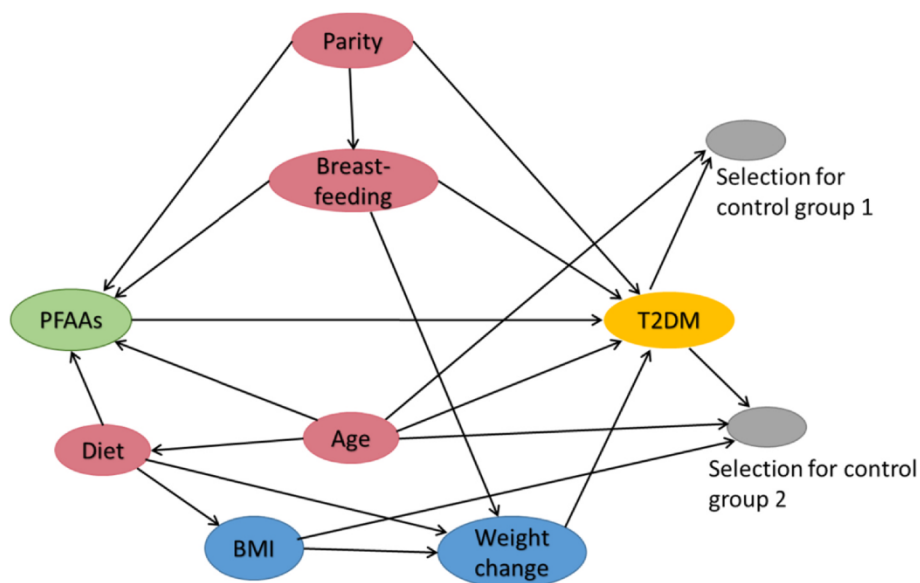 Parity
Breast-
feeding
Selection for
control group 1
PFAAs
T2DM
Diet
Age
Selection for control
group 2
BMI
Weight
change